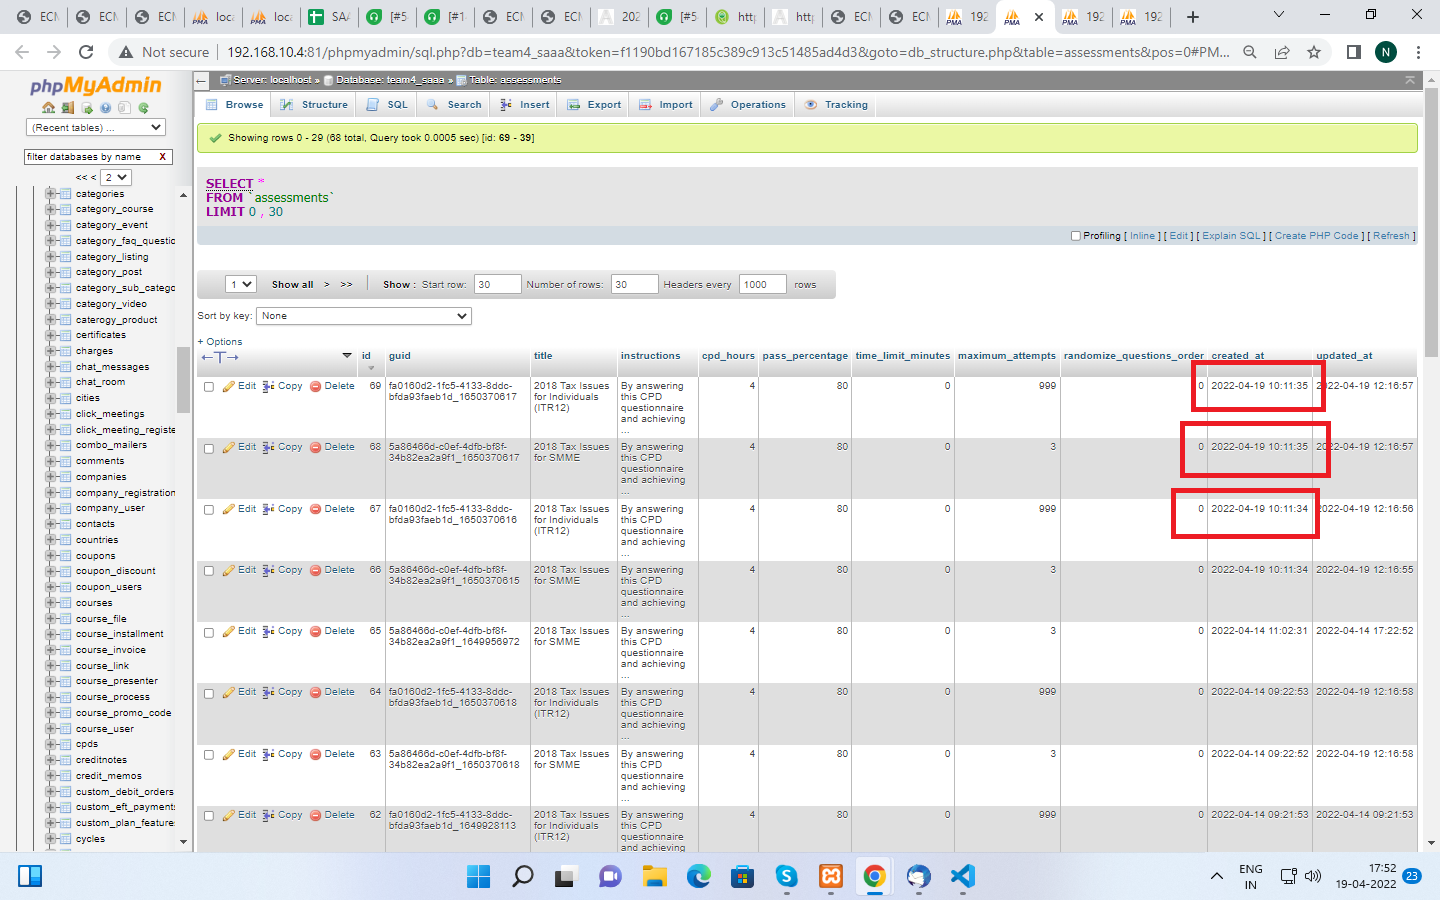 ECM
ECM
ECM
loca
loca
SAA
[#5
[#1
ECM
ECM
202
[#5
http
http
ECM
ECM
192
192
192
Not secure 192.168.10.4:81/phpmyadmin/sql.php?db=team4_saaa&token=f1190bd167185c389c913c51485ad4d3&goto=db_structure.php&table=assessments&pos=0#PM... N
phpMyAdmin
(Recent tables) ...
filter databases by name X
<< < 2
categories
category_course
category_event
category_faq_questio
category_listing
category_post
category_sub_catego
category_video
caterogy_product
certificates
charges
chat_messages
chat_room
cities
click_meetings
click_meeting_registe
combo_mailers
comments
companies
company_registration
company_user
contacts
countries
coupons
coupon_discount
coupon_users
courses
course_file
course_installment
course_invoice
course_link
course_presenter
course_process
course_promo_code
course_user
cpds
creditnotes
credit_memos
custom_debit_orders
custom_eft_payments
custom_plan_features
cycles
Server: localhost » Database: team4_saaa » Table: assessments
Browse Structure SQL Search Insert Export Import Operations Tracking
Showing rows 0 - 29 (68 total, Query took 0.0005 sec) [id: 69 - 39]
SELECT *
FROM `assessments`
LIMIT 0 , 30
Profiling [ Inline ] [ Edit ] [ Explain SQL ] [ Create PHP Code ] [ Refresh ]
1 Show all > >> Show : Start row: 30 Number of rows: 30 Headers every 1000 rows
Sort by key: None
+ Options
←T→ id guid title instructions cpd_hours pass_percentage time_limit_minutes maximum_attempts randomize_questions_order created_at updated_at
Edit Copy Delete 69 fa0160d2-1fc5-4133-8ddc- 2018 Tax Issues By answering 4 80 0 999 0 2022-04-19 10:11:35 2022-04-19 12:16:57
bfda93faeb1d_1650370617 for Individuals this CPD
(ITR12) questionnaire
and achieving
...
Edit Copy Delete 68 5a86466d-c0ef-4dfb-bf8f- 2018 Tax Issues By answering 4 80 0 3 0 2022-04-19 10:11:35 2022-04-19 12:16:57
34b82ea2a9f1_1650370617 for SMME this CPD
questionnaire
and achieving
...
Edit Copy Delete 67 fa0160d2-1fc5-4133-8ddc- 2018 Tax Issues By answering 4 80 0 999 0 2022-04-19 10:11:34 2022-04-19 12:16:56
bfda93faeb1d_1650370616 for Individuals this CPD
(ITR12) questionnaire
and achieving
...
Edit Copy Delete 66 5a86466d-c0ef-4dfb-bf8f- 2018 Tax Issues By answering 4 80 0 3 0 2022-04-19 10:11:34 2022-04-19 12:16:55
34b82ea2a9f1_1650370615 for SMME this CPD
questionnaire
and achieving
...
Edit Copy Delete 65 5a86466d-c0ef-4dfb-bf8f- 2018 Tax Issues By answering 4 80 0 3 0 2022-04-14 11:02:31 2022-04-14 17:22:52
34b82ea2a9f1_1649956972 for SMME this CPD
questionnaire
and achieving
...
Edit Copy Delete 64 fa0160d2-1fc5-4133-8ddc- 2018 Tax Issues By answering 4 80 0 999 0 2022-04-14 09:22:53 2022-04-19 12:16:58
bfda93faeb1d_1650370618 for Individuals this CPD
(ITR12) questionnaire
and achieving
...
Edit Copy Delete 63 5a86466d-c0ef-4dfb-bf8f- 2018 Tax Issues By answering 4 80 0 3 0 2022-04-14 09:22:52 2022-04-19 12:16:58
34b82ea2a9f1_1650370618 for SMME this CPD
questionnaire
and achieving
...
Edit Copy Delete 62 fa0160d2-1fc5-4133-8ddc- 2018 Tax Issues By answering 4 80 0 999 0 2022-04-14 09:21:53 2022-04-14 09:21:53
bfda93faeb1d_1649928113 for Individuals this CPD
(ITR12) questionnaire
and achieving
ENG
IN
17:52
19-04-2022
23